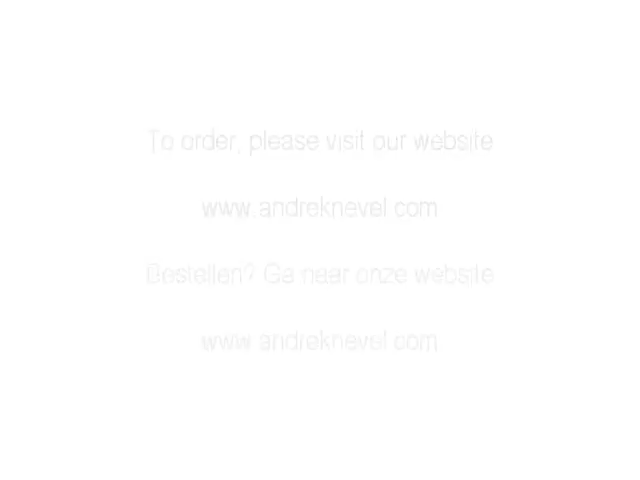 To order, please visit our website
www.andreknevel.com
Bestellen? Ga naar onze website
www.andreknevel.com